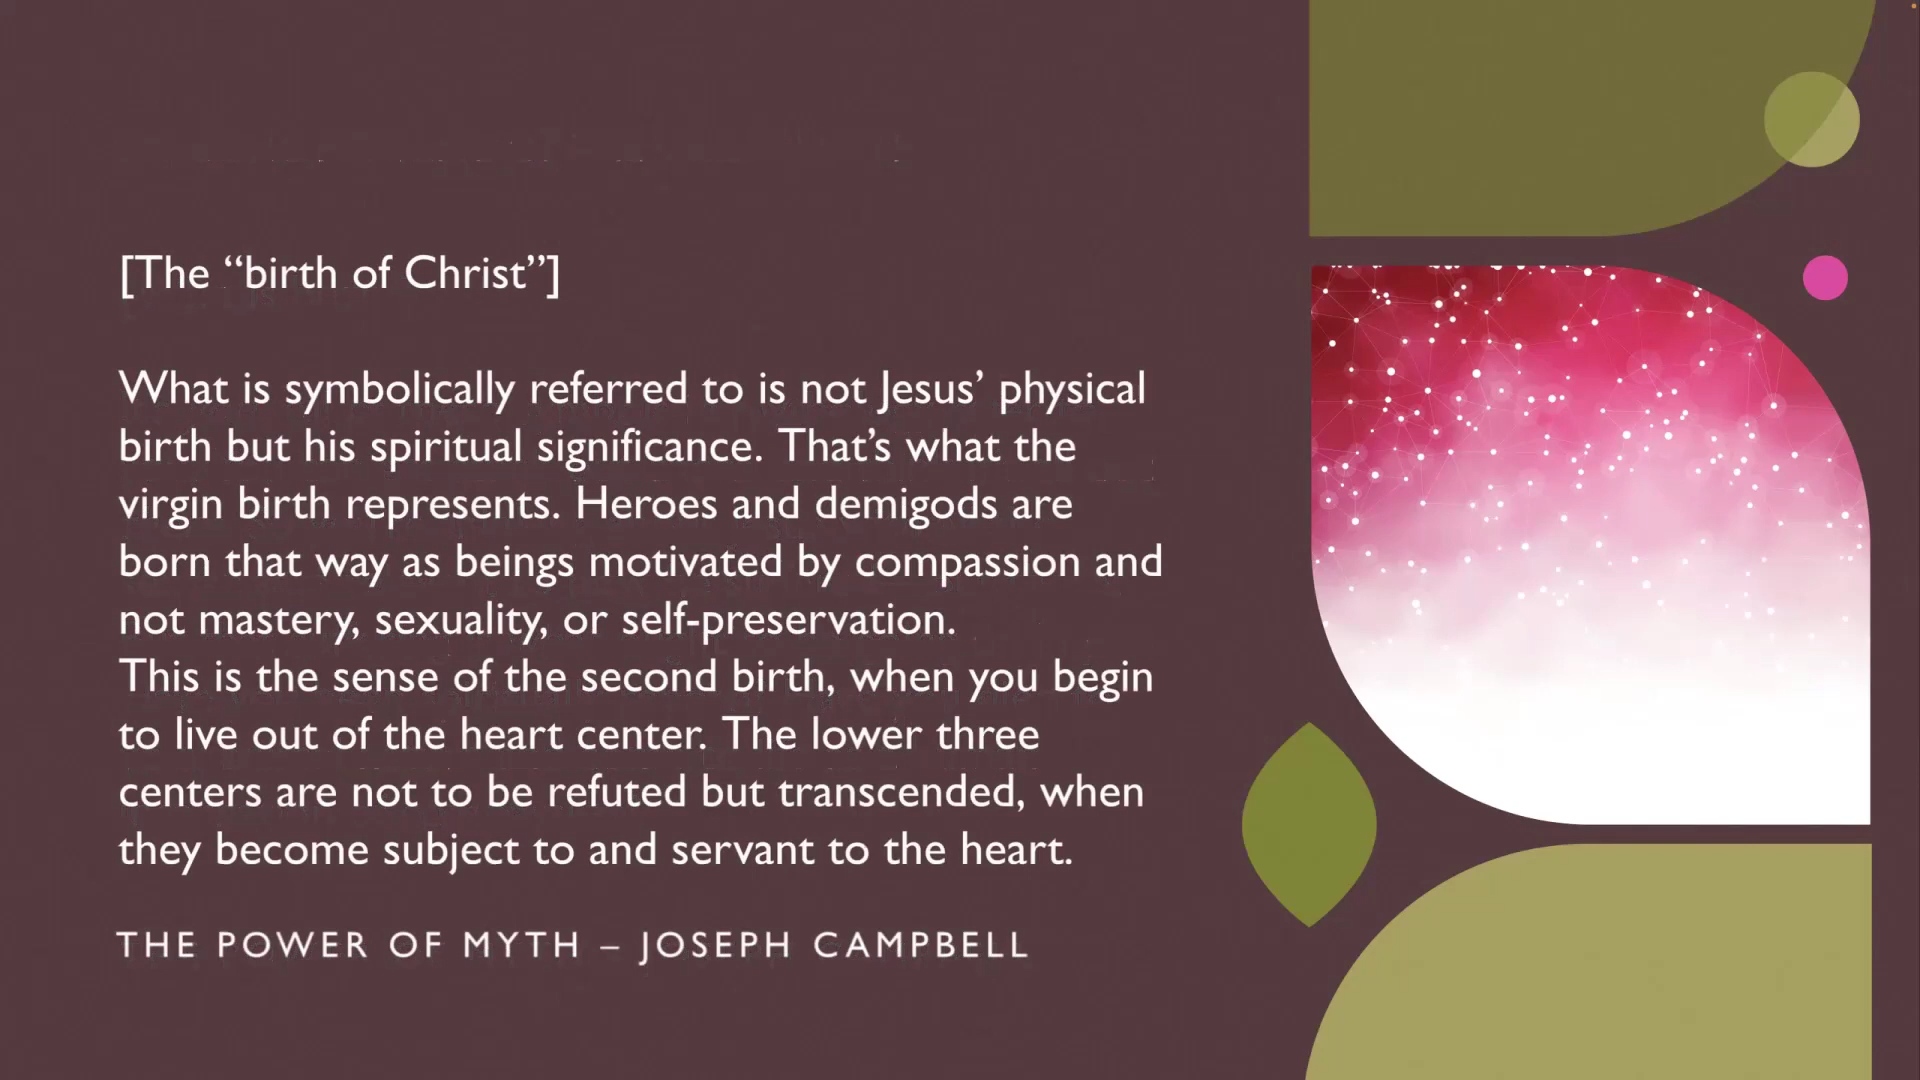 [The “birth of Christ”]
What is symbolically referred to is not Jesus’ physical
birth but his spiritual significance. That’s what the
virgin birth represents. Heroes and demigods are
born that way as beings motivated by compassion and
not mastery, sexuality, or self-preservation.
This is the sense of the second birth, when you begin
to live out of the heart center. The lower three
centers are not to be refuted but transcended, when
they become subject to and servant to the heart.
THE POWER OF MYTH – JOSEPH CAMPBELL